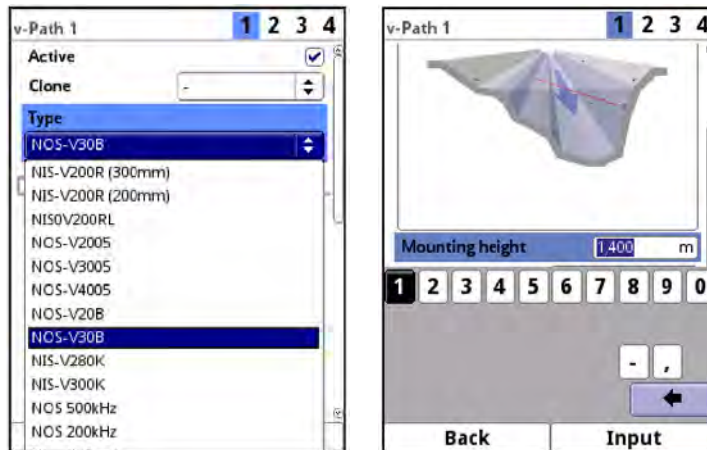 v-Path 1 1 2 3 4
Active
Clone -
Type
NOS-V30B
NIS-V200R (300mm)
NIS-V200R (200mm)
NIS0V200RL
NOS-V2005
NOS-V3005
NOS-V4005
NOS-V20B
NOS-V30B
NIS-V280K
NIS-V300K
NOS 500kHz
NOS 200kHz
v-Path 1 1 2 3 4
Mounting height 1,400 m
1 2 3 4 5 6 7 8 9 0
- ,
Back Input